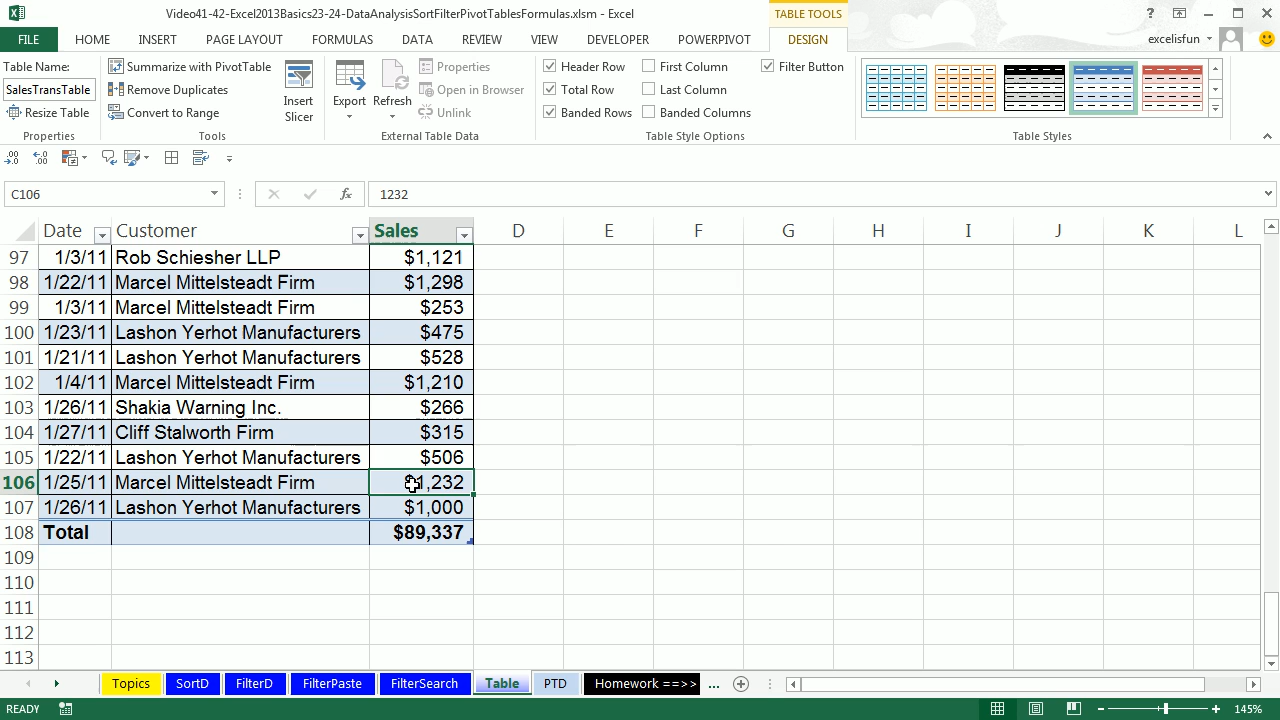 Video41-42-Excel2013Basics23-24-DataAnalysisSortFilterPivotTablesFormulas.xlsm - Excel
TABLE TOOLS
?
FILE HOME INSERT PAGE LAYOUT FORMULAS DATA REVIEW VIEW DEVELOPER POWERPIVOT DESIGN excelisfun
Table Name:
SalesTransTable
Resize Table
Properties
Summarize with PivotTable
Remove Duplicates
Convert to Range
Insert
Slicer
Tools
Export
Refresh
Properties
Open in Browser
Unlink
External Table Data
Header Row First Column Filter Button
Total Row Last Column
Banded Rows Banded Columns
Table Style Options
Table Styles
C106 fx 1232
Date Customer Sales D E F G H I J K L
97 1/3/11 Rob Schiesher LLP $1,121
98 1/22/11 Marcel Mittelsteadt Firm $1,298
99 1/3/11 Marcel Mittelsteadt Firm $253
100 1/23/11 Lashon Yerhot Manufacturers $475
101 1/21/11 Lashon Yerhot Manufacturers $528
102 1/4/11 Marcel Mittelsteadt Firm $1,210
103 1/26/11 Shakia Warning Inc. $266
104 1/27/11 Cliff Stalworth Firm $315
105 1/22/11 Lashon Yerhot Manufacturers $506
106 1/25/11 Marcel Mittelsteadt Firm $1,232
107 1/26/11 Lashon Yerhot Manufacturers $1,000
108 Total $89,337
109
110
111
112
113
Topics SortD FilterD FilterPaste FilterSearch Table PTD Homework ==>> ...
READY 145%